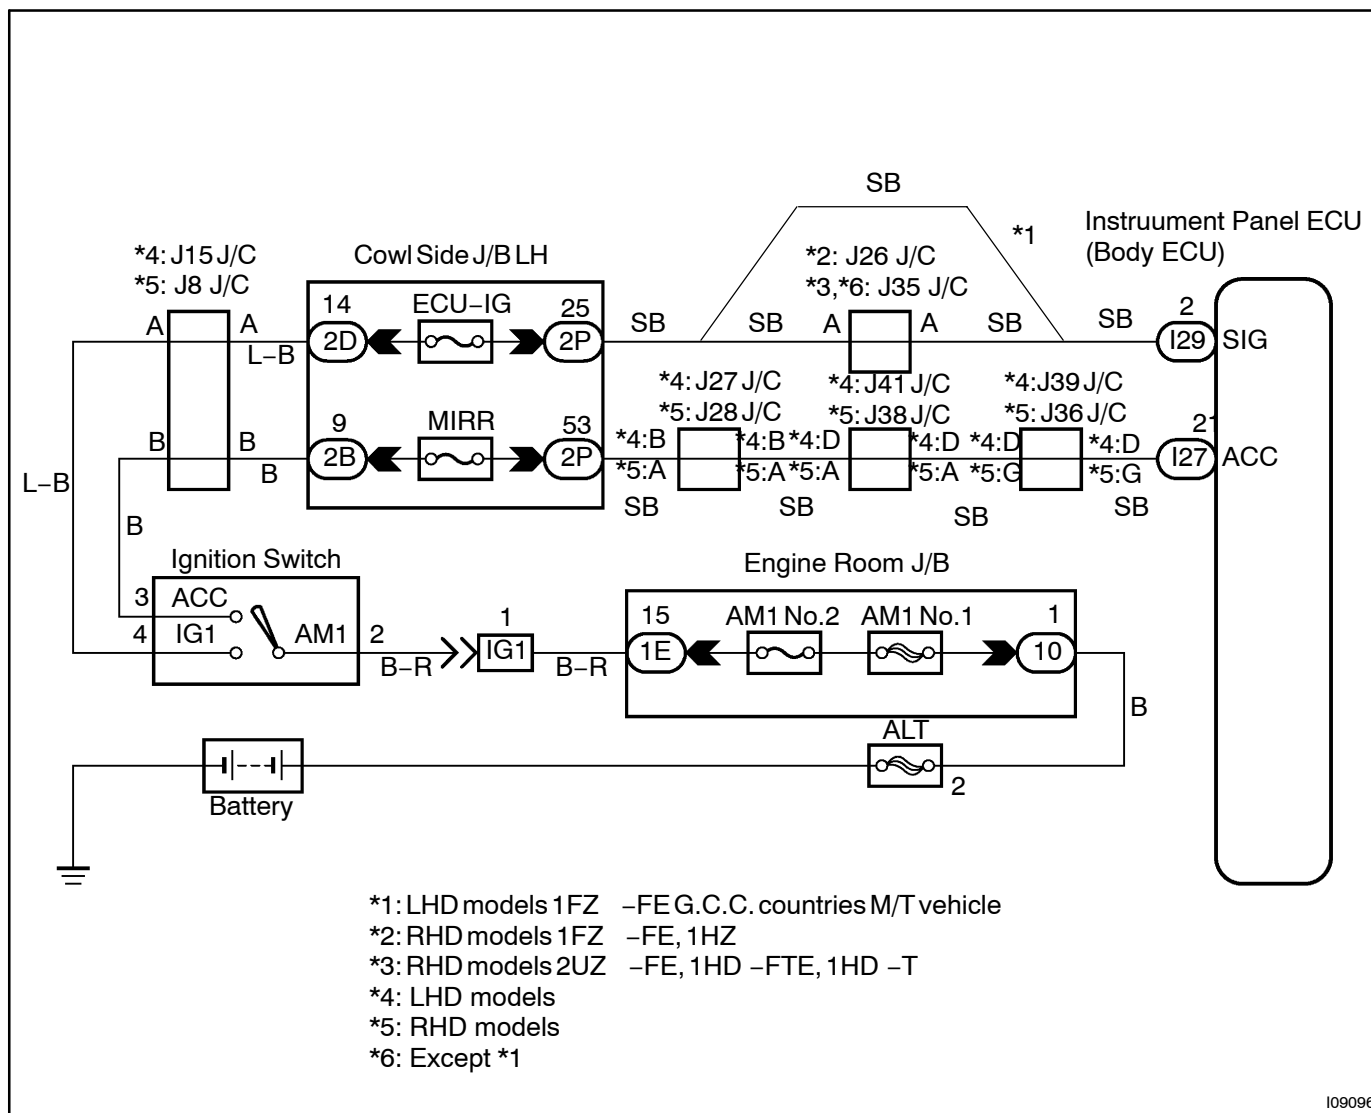 SB
*1
Instruument Panel ECU
(Body ECU)
*4: J15 J/C
*5: J8 J/C
Cowl Side J/B LH
*2: J26 J/C
*3,*6: J35 J/C
A
A
L–B
14
2D
ECU–IG
25
2P
SB
SB
A
A
SB
SB
2
I29
SIG
*4: J27 J/C
*5: J28 J/C
*4: J41 J/C
*5: J38 J/C
*4: J39 J/C
*5: J36 J/C
B
B
B
9
2B
MIRR
53
2P
*4: B
*5: A
*4: B
*5: A
*4: D
*5: A
*4: D
*5: A
*4: D
*5: G
*4: D
*5: G
21
I27
ACC
SB
SB
SB
SB
L–B
B
Ignition Switch
3
ACC
4
IG1
AM1
2
B–R
1
IG1
B–R
Engine Room J/B
15
1E
AM1 No.2
AM1 No.1
1
10
B
ALT
2
Battery
*1: LHD models 1FZ –FE G.C.C. countries M/T vehicle
*2: RHD models 1FZ –FE, 1HZ
*3: RHD models 2UZ –FE, 1HD –FTE, 1HD –T
*4: LHD models
*5: RHD models
*6: Except *1
I09096